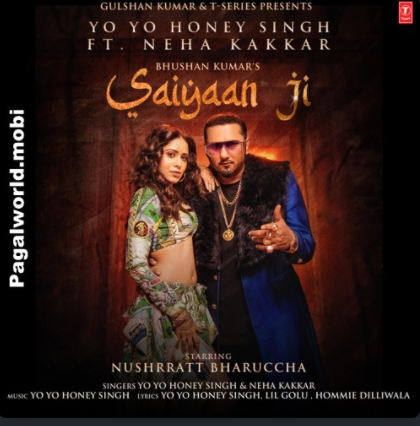 GULSHAN KUMAR & T-SERIES PRESENTS
YO YO HONEY SINGH
FT. NEHA KAKKAR
BHUSHAN KUMAR'S
Saiyaan ji
Pagalworld.mobi
STARRING
NUSHRRATT BHARUCCHA
SINGERS YO YO HONEY SINGH & NEHA KAKKAR
MUSIC YO YO HONEY SINGH LYRICS YO YO HONEY SINGH, LIL GOLU , HOMMIE DILLIWALA